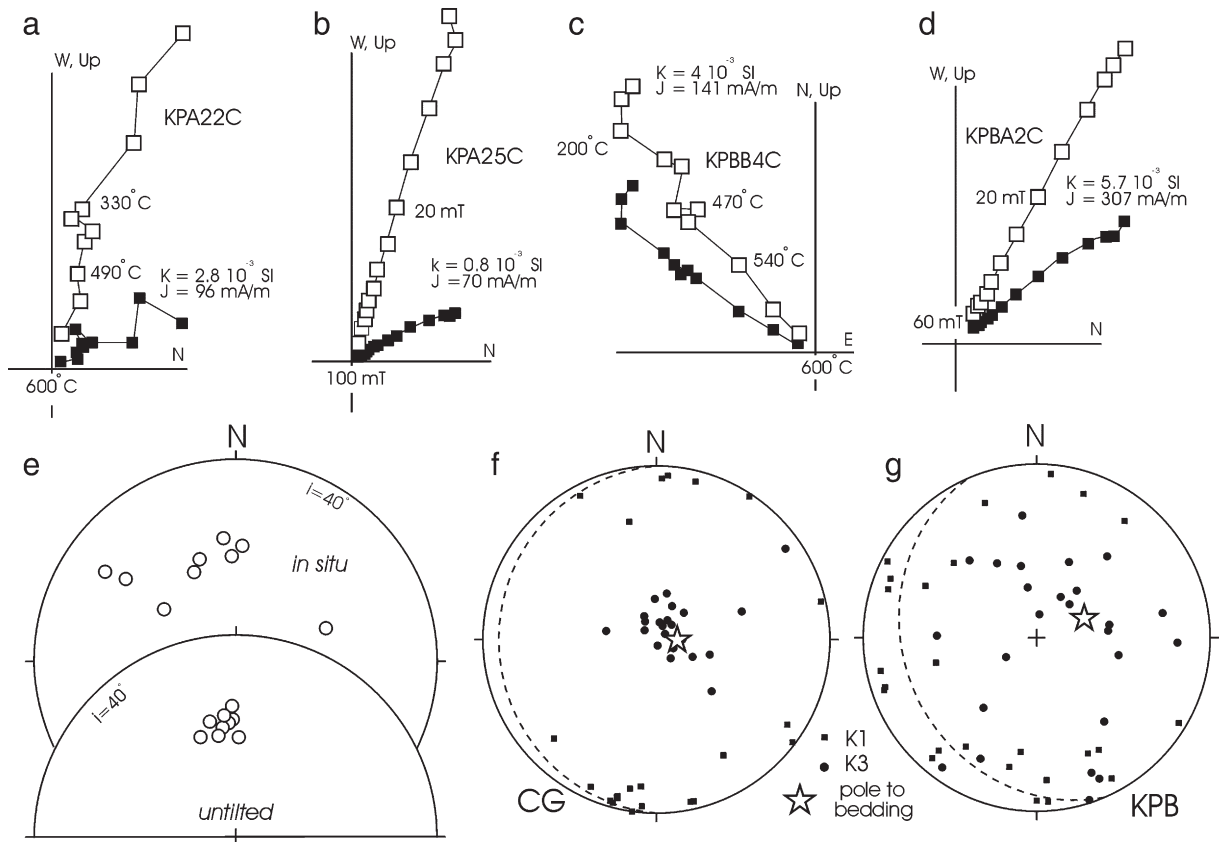 a
W, Up
KPA22C
330°C
490°C
K = 2.8 10⁻³ SI
J = 96 mA/m
N
600°C
b
W, Up
KPA25C
20 mT
k = 0.8 10⁻³ SI
J =70 mA/m
N
100 mT
c
K = 4 10⁻³ SI
J = 141 mA/m
N, Up
200°C
KPBB4C
470°C
540°C
E
600°C
d
W, Up
KPBA2C
20 mT
K = 5.7 10⁻³ SI
J = 307 mA/m
60 mT
N
e
N
i=40°
in situ
i=40°
untilted
f
N
CG
K1
K3
pole to
bedding
g
N
KPB